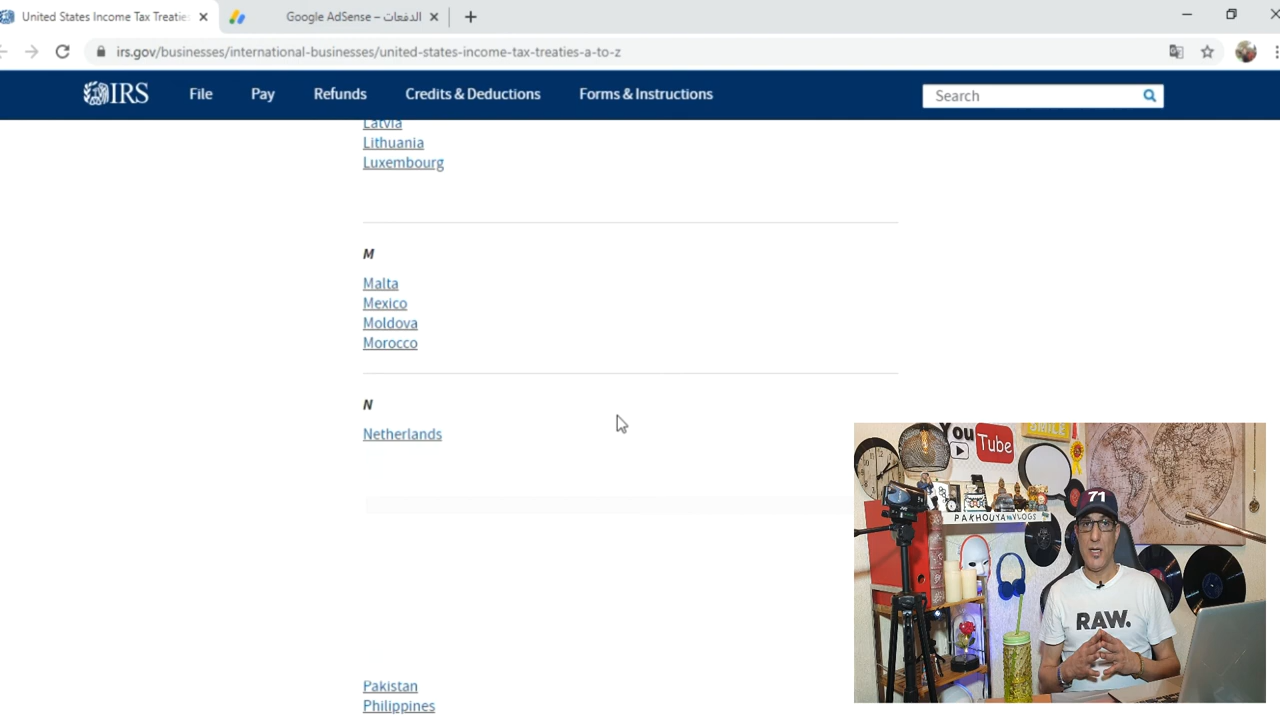 United States Income Tax Treatie
Google AdSense – الدفعات
irs.gov/businesses/international-businesses/united-states-income-tax-treaties-a-to-z
IRS
File
Pay
Refunds
Credits & Deductions
Forms & Instructions
Search
Latvia
Lithuania
Luxembourg
M
Malta
Mexico
Moldova
Morocco
N
Netherlands
Pakistan
Philippines
You
Tube
SMILE
PAKHOUYA VLOGS
71
RAW.